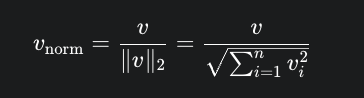 v_norm = v / ‖v‖₂ = v / √(∑_{i=1}^{n} v_i²)